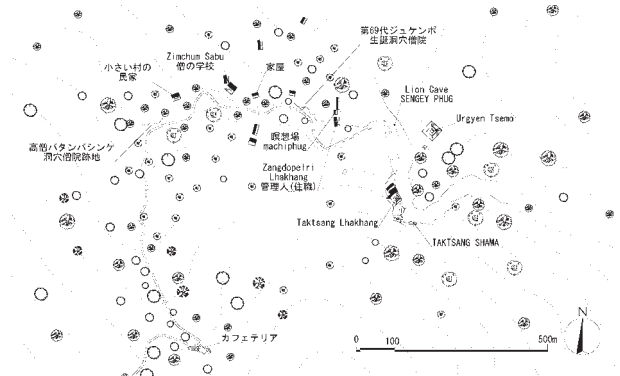 第69代ジュケンポ
生誕洞穴僧院
Zimchum Sabu
僧の学校
小さい村の
民家
家屋
Lion Cave
SENGEY PHUG
Urgyen Tsemo
高僧パタンパシンゲ
洞穴僧院跡地
瞑想場
machiphug
Zangdopelri
Lhakhang
管理人(住職)
Taktsang Lhakhang
TAKTSANG SHAMA
カフェテリア
N
0 100 500m